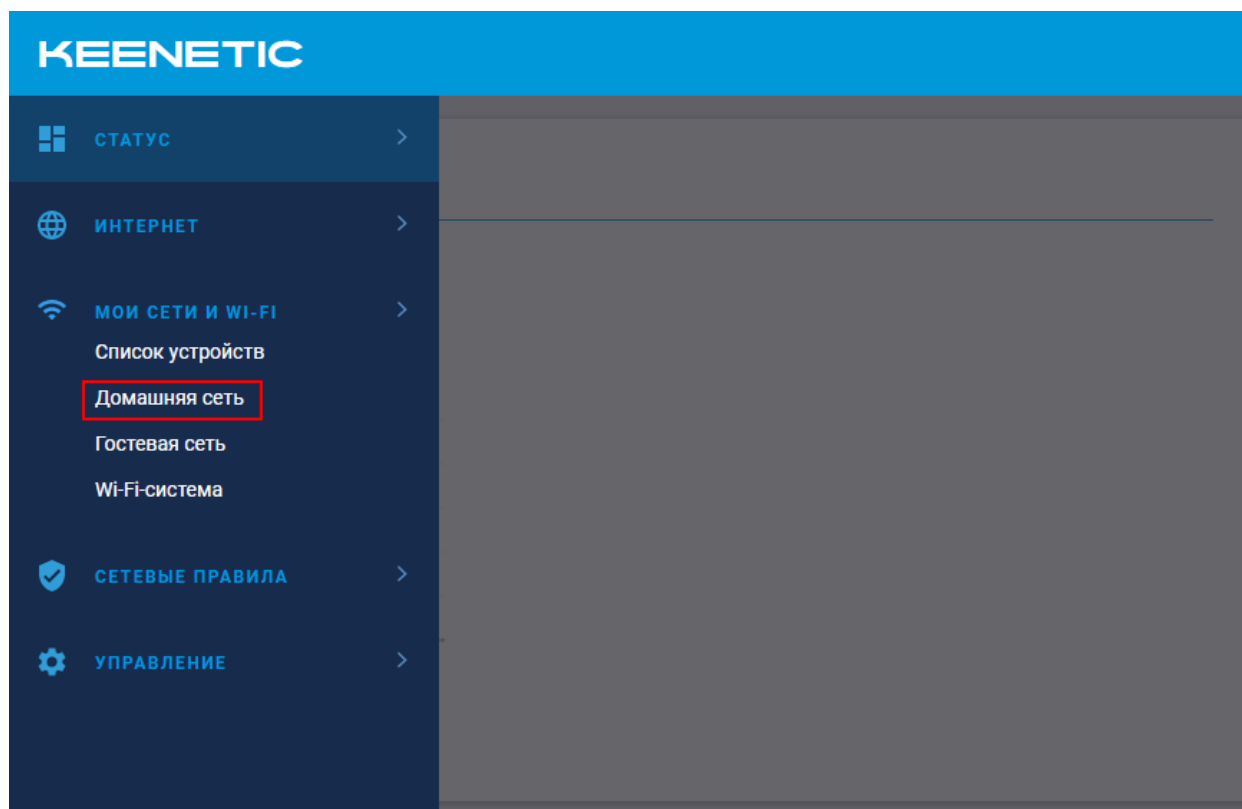 KEENETIC
СТАТУС
ИНТЕРНЕТ
МОИ СЕТИ И WI-FI
Список устройств
Домашняя сеть
Гостевая сеть
Wi-Fi-система
СЕТЕВЫЕ ПРАВИЛА
УПРАВЛЕНИЕ